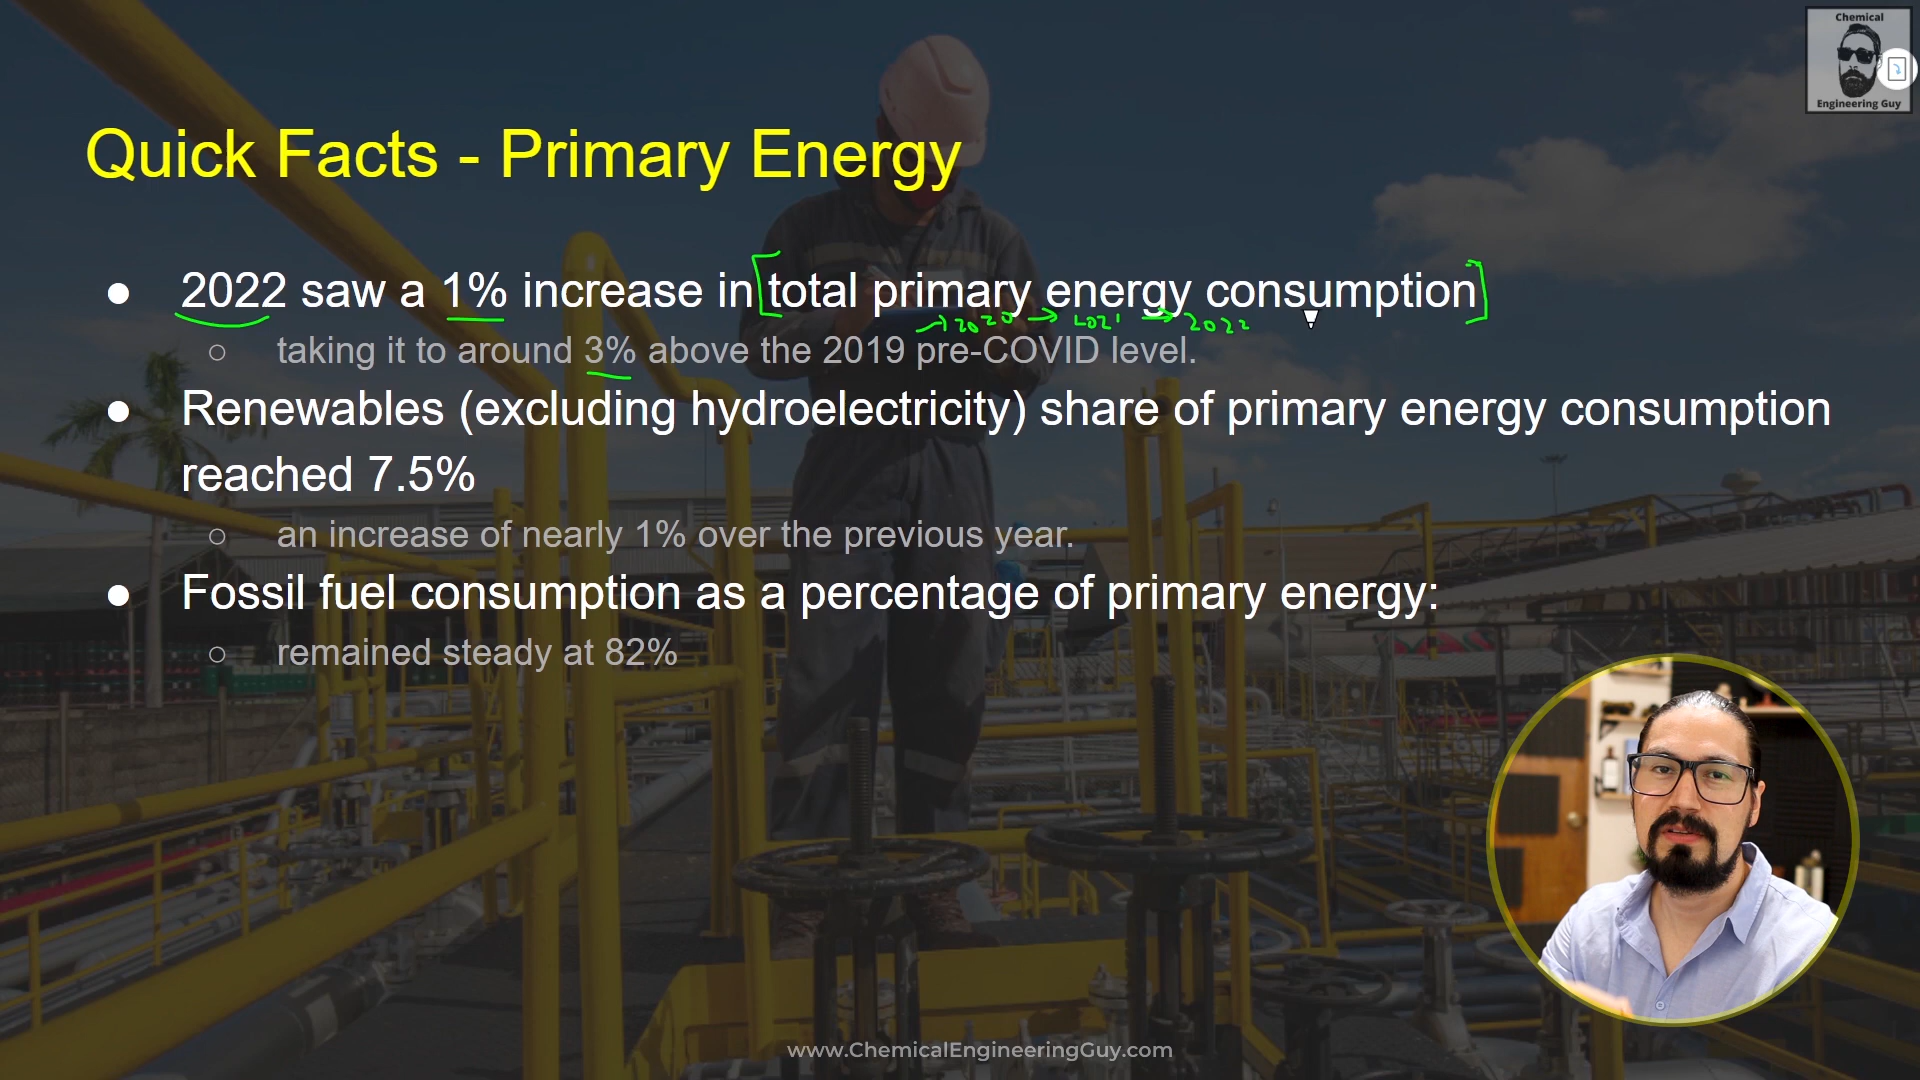 Chemical
Engineering Guy
Quick Facts - Primary Energy
● 2022 saw a 1% increase in [total primary energy consumption]
→ 2020 → 2021 → 2022
○ taking it to around 3% above the 2019 pre-COVID level.
● Renewables (excluding hydroelectricity) share of primary energy consumption
reached 7.5%
○ an increase of nearly 1% over the previous year.
● Fossil fuel consumption as a percentage of primary energy:
○ remained steady at 82%
www.ChemicalEngineeringGuy.com